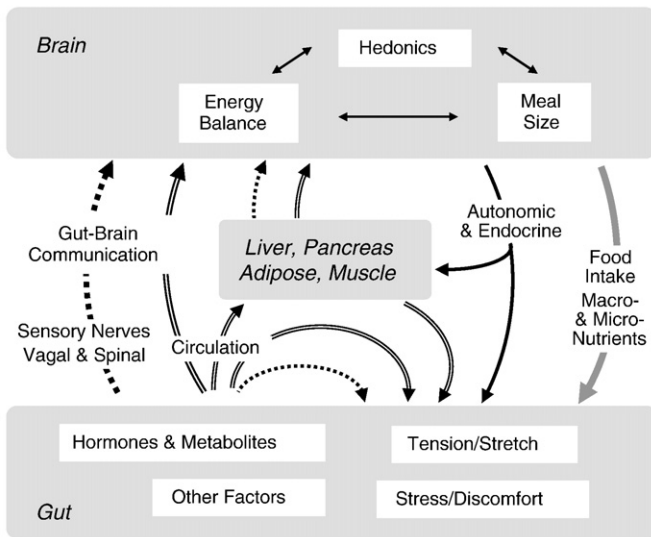 Brain
Hedonics
Energy
Balance
Meal
Size
Gut-Brain
Communication
Liver, Pancreas
Adipose, Muscle
Autonomic
& Endocrine
Food
Intake
Macro-
& Micro-
Nutrients
Sensory Nerves
Vagal & Spinal
Circulation
Hormones & Metabolites
Tension/Stretch
Other Factors
Stress/Discomfort
Gut